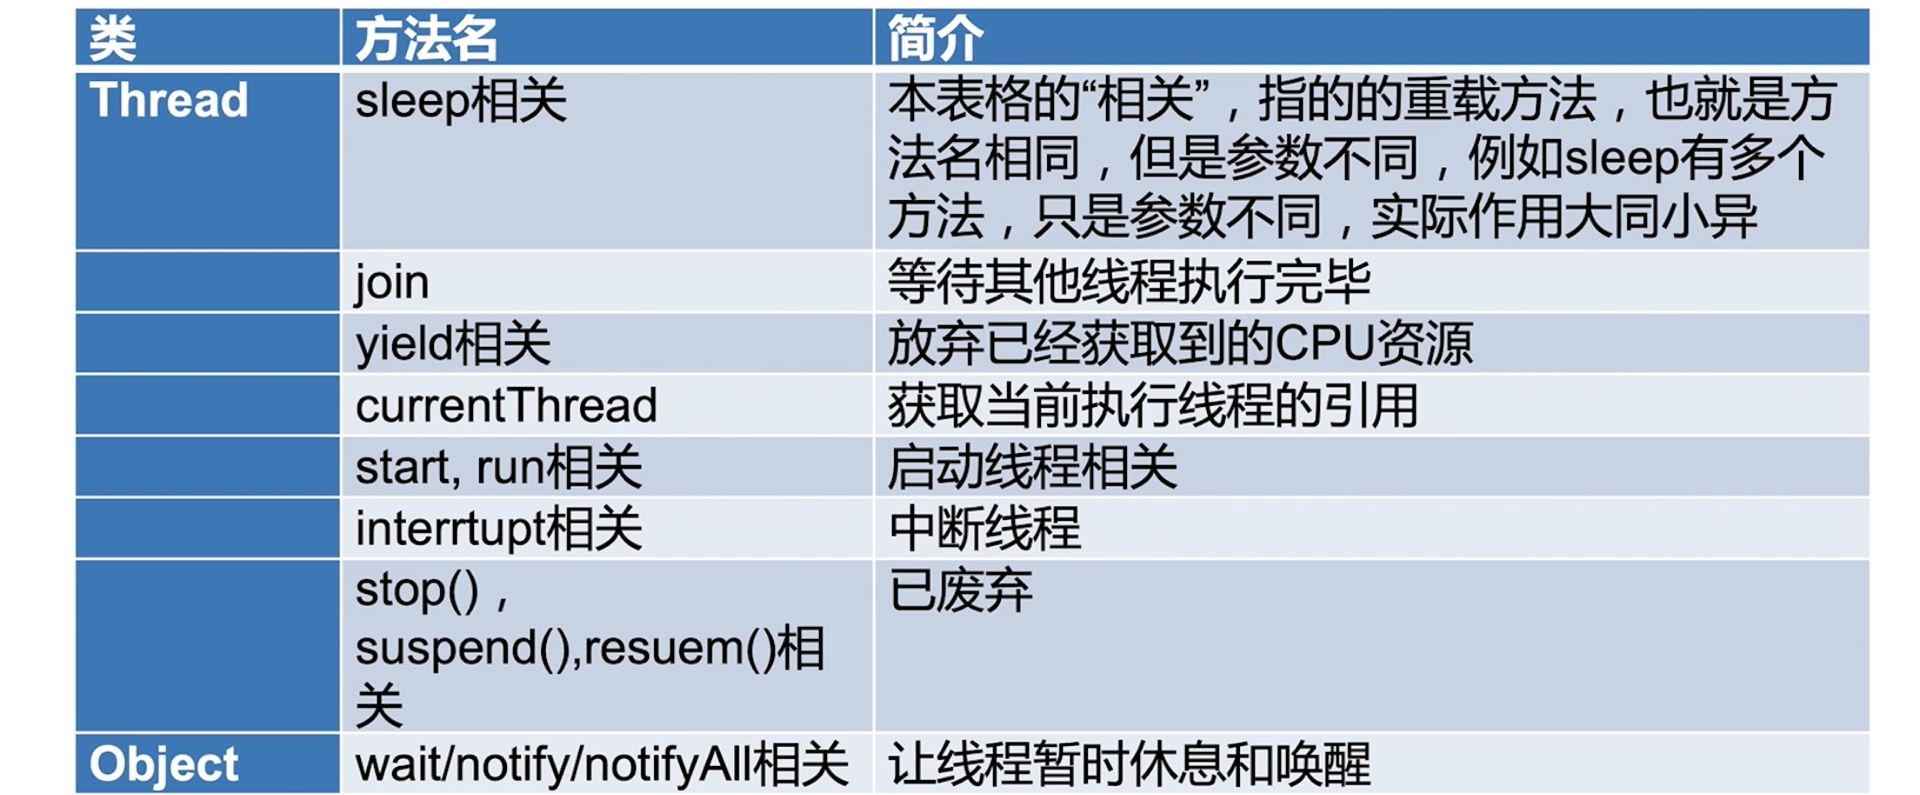 类 方法名 简介
Thread sleep相关 本表格的“相关”，指的的重载方法，也就是方
法名相同，但是参数不同，例如sleep有多个
方法，只是参数不同，实际作用大同小异
join 等待其他线程执行完毕
yield相关 放弃已经获取到的CPU资源
currentThread 获取当前执行线程的引用
start, run相关 启动线程相关
interrtupt相关 中断线程
stop()， 已废弃
suspend(),resuem()相
关
Object wait/notify/notifyAll相关 让线程暂时休息和唤醒